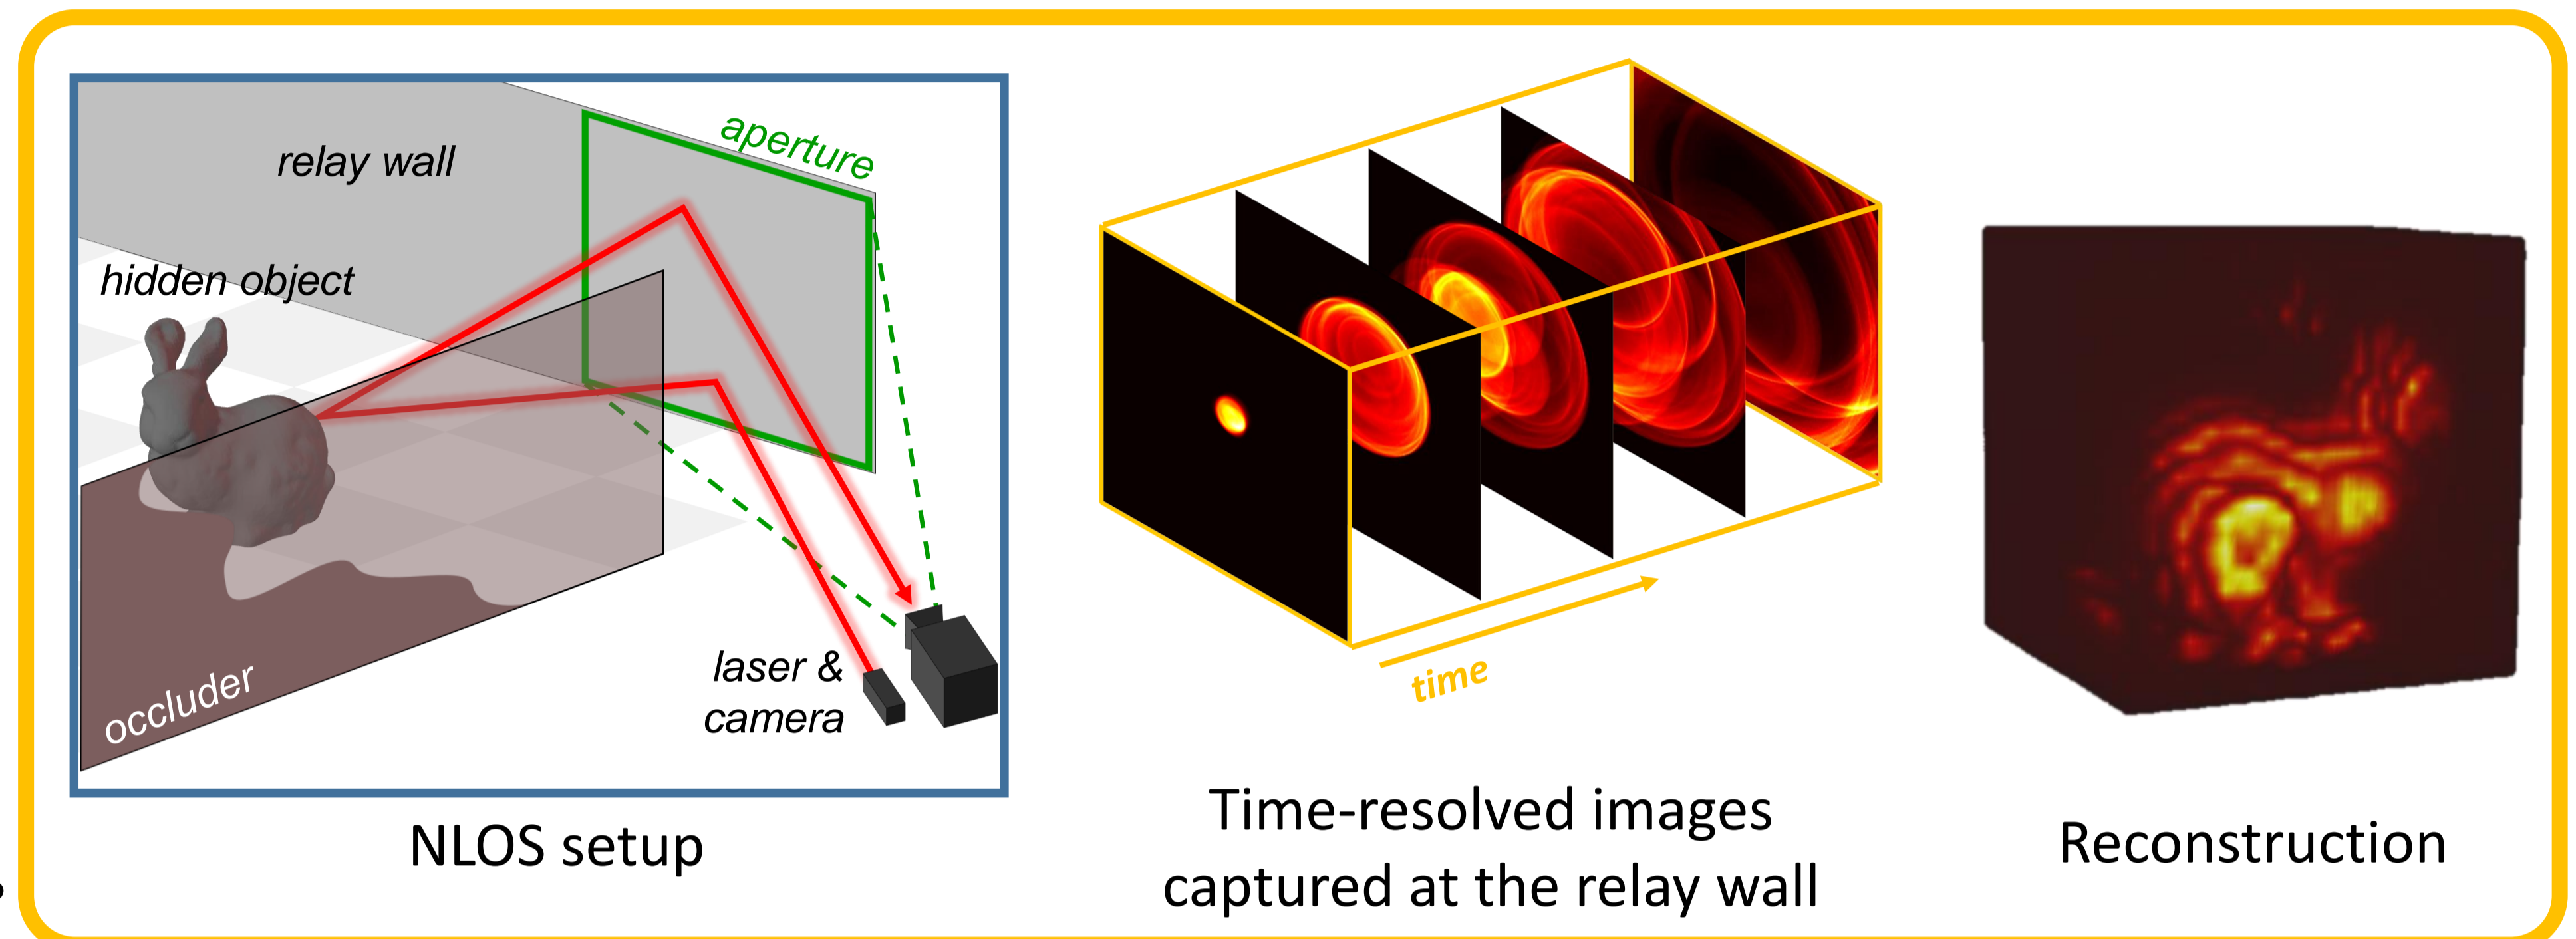 relay wall
aperture
hidden object
occluder
laser &
camera
NLOS setup
time
Time-resolved images
captured at the relay wall
Reconstruction